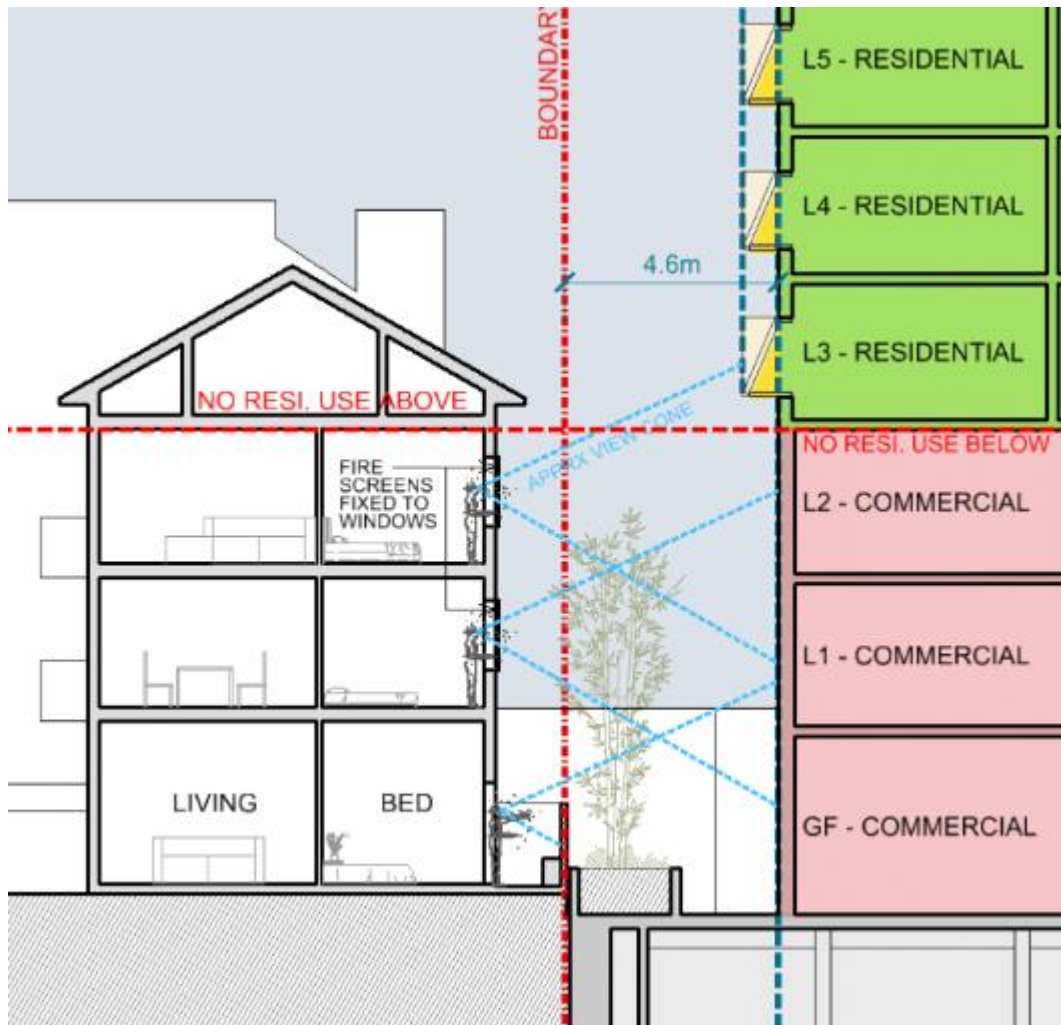 BOUNDARY
L5 - RESIDENTIAL
L4 - RESIDENTIAL
4.6m
L3 - RESIDENTIAL
NO RESI. USE ABOVE
NO RESI. USE BELOW
APPRX VIEW CONE
FIRE
SCREENS
FIXED TO
WINDOWS
L2 - COMMERCIAL
L1 - COMMERCIAL
LIVING
BED
GF - COMMERCIAL